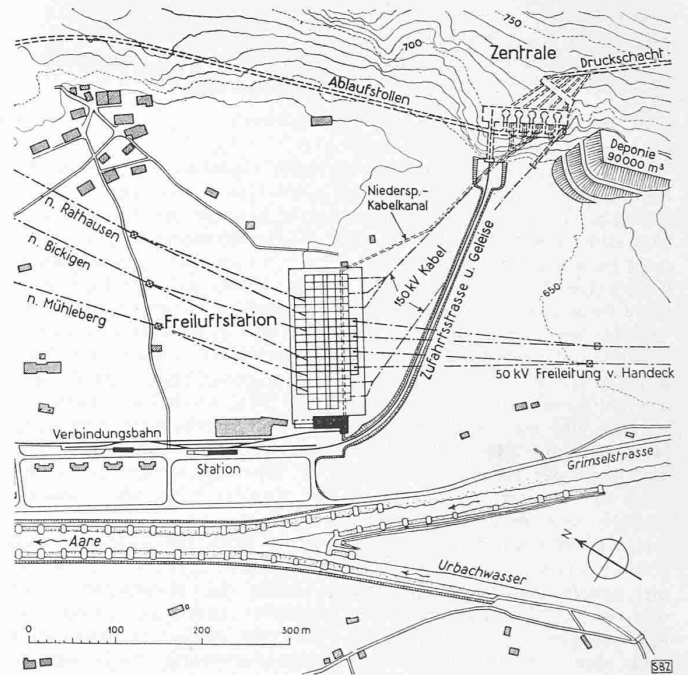 750
700
Zentrale
Druckschacht
Ablaufstollen
Deponie
90000 m³
Niedersp.-
Kabelkanal
n. Rathausen
n. Bickigen
n. Mühleberg
150 kV Kabel
Zufahrtsstrasse u. Geleise
650
Freiluftstation
50 kV Freileitung v. Handeck
Verbindungsbahn
Station
Grimselstrasse
Aare
Urbachwasser
N
0 100 200 300 m
SBZ